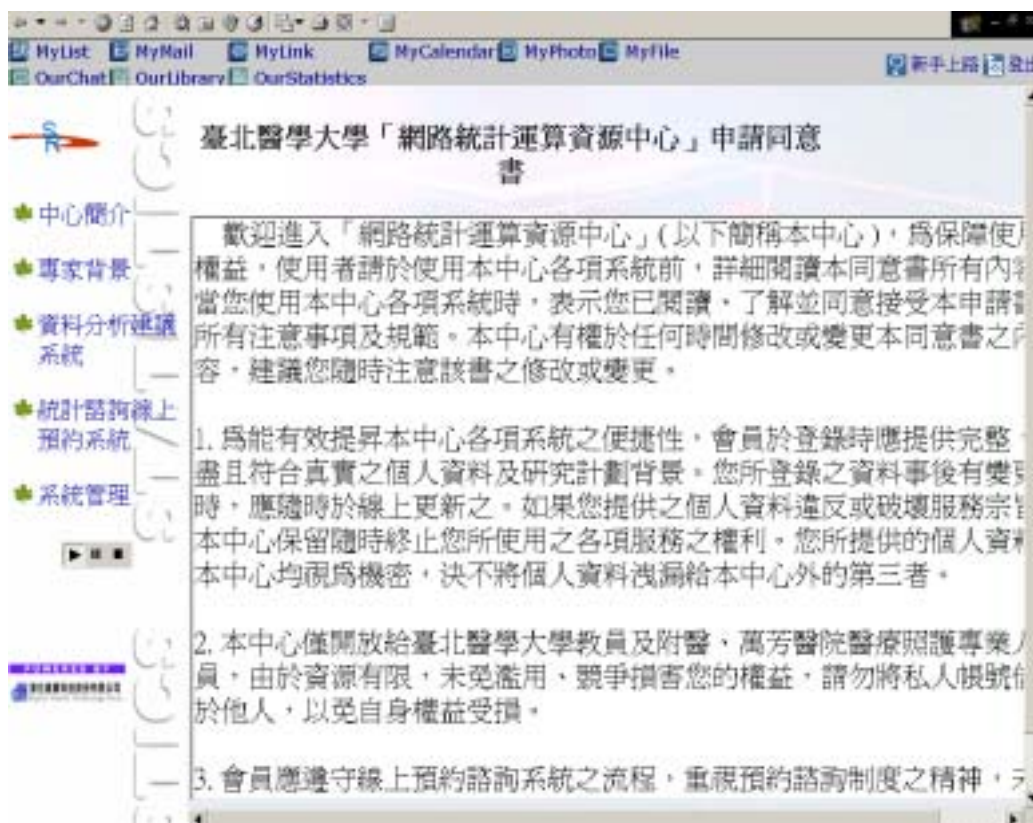 MyList MyMail MyLink MyCalendar MyPhoto MyFile
新手上路 登出
OurChat OurLibrary OurStatistics
SR
臺北醫學大學「網路統計運算資源中心」申請同意
書
中心簡介
專家背景
資料分析建議
系統
統計諮詢線上
預約系統
系統管理
歡迎進入「網路統計運算資源中心」(以下簡稱本中心)，為保障使用
權益，使用者請於使用本中心各項系統前，詳細閱讀本同意書所有內容
當您使用本中心各項系統時，表示您已閱讀、了解並同意接受本申請書
所有注意事項及規範。本中心有權於任何時間修改或變更本同意書之內
容，建議您隨時注意該書之修改或變更。
1. 為能有效提昇本中心各項系統之便捷性，會員於登錄時應提供完整、
盡且符合真實之個人資料及研究計劃背景。您所登錄之資料事後有變更
時，應隨時於線上更新之。如果您提供之個人資料違反或破壞服務宗旨
本中心保留隨時終止您所使用之各項服務之權利。您所提供的個人資料
本中心均視為機密，決不將個人資料洩漏給本中心外的第三者。
2. 本中心僅開放給臺北醫學大學教員及附醫、萬芳醫院醫療照護專業人
員，由於資源有限，未免濫用、競爭損害您的權益，請勿將私人帳號借
於他人，以免自身權益受損。
3. 會員應遵守線上預約諮詢系統之流程，重視預約諮詢制度之精神，未
POWERED BY